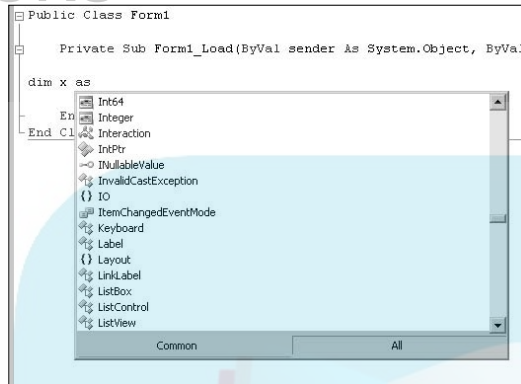 Public Class Form1
Private Sub Form1_Load(ByVal sender As System.Object, ByVal
dim x as
Int64
En
Integer
End Cl
Interaction
IntPtr
INullableValue
InvalidCastException
IO
ItemChangedEventMode
Keyboard
Label
Layout
LinkLabel
ListBox
ListControl
ListView
Common
All